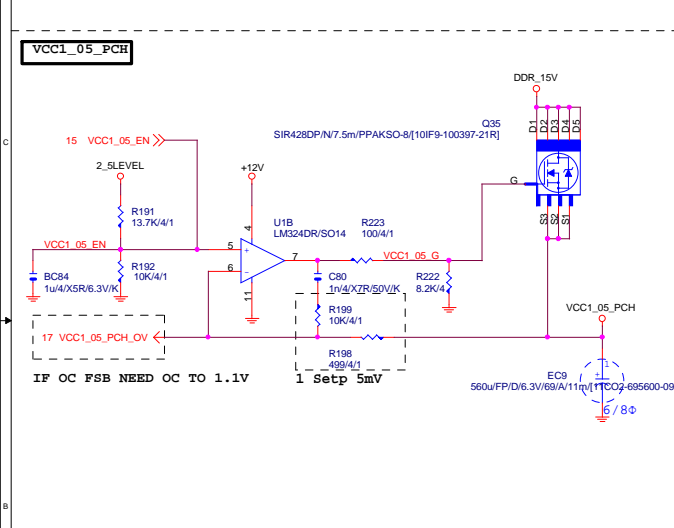 VCC1_05_PCH
DDR_15V
D1
D2
D3
D4
D5
Q35
SIR428DP/N/7.5m/PPAKSO-8/[10IF9-100397-21R]
C
15 VCC1_05_EN
2_5LEVEL
+12V
G
R191
13.7K/4/1
4
U1B
LM324DR/SO14
R223
100/4/1
S3
S2
S1
VCC1_05_EN
5
+
7
VCC1_05_G
6
−
BC84
1u/4/X5R/6.3V/K
R192
10K/4/1
11
C80
1n/4/X7R/50V/K
R222
8.2K/4
R199
10K/4/1
VCC1_05_PCH
17 VCC1_05_PCH_OV
R198
499/4/1
IF OC FSB NEED OC TO 1.1V
1 Setp 5mV
EC9
+
560u/FP/D/6.3V/69/A/11m/[11CO2-695600-09
6/8Φ
B